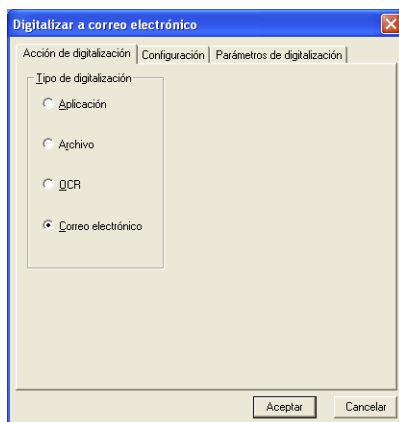 Digitalizar a correo electrónico
Acción de digitalización Configuración Parámetros de digitalización
Tipo de digitalización
Aplicación
Archivo
OCR
Correo electrónico
Aceptar Cancelar